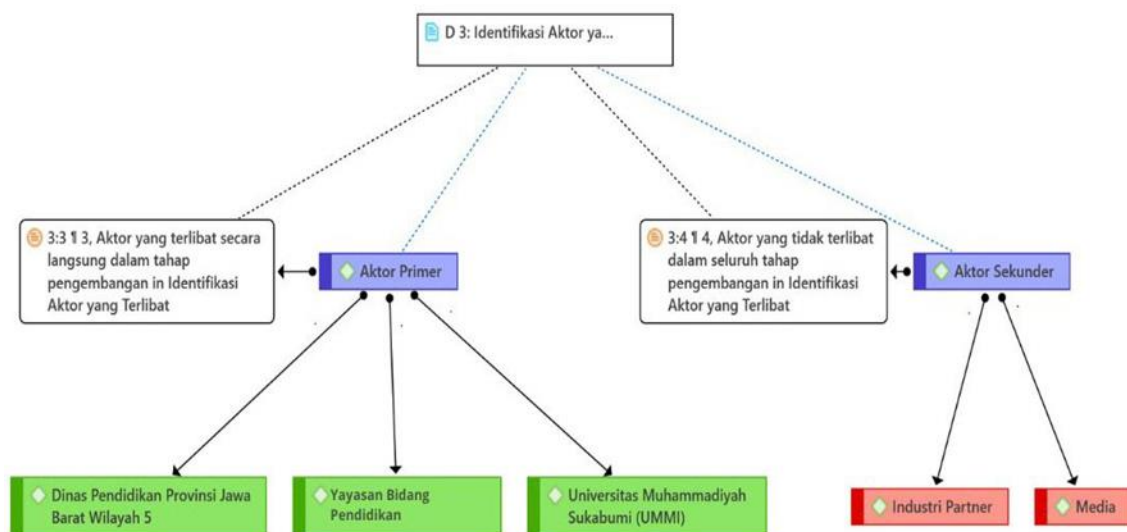 D 3: Identifikasi Aktor ya...
3:3 ¶ 3, Aktor yang terlibat secara
langsung dalam tahap
pengembangan in Identifikasi
Aktor yang Terlibat
Aktor Primer
3:4 ¶ 4, Aktor yang tidak terlibat
dalam seluruh tahap
pengembangan in Identifikasi
Aktor yang Terlibat
Aktor Sekunder
Dinas Pendidikan Provinsi Jawa
Barat Wilayah 5
Yayasan Bidang
Pendidikan
Universitas Muhammadiyah
Sukabumi (UMMI)
Industri Partner
Media